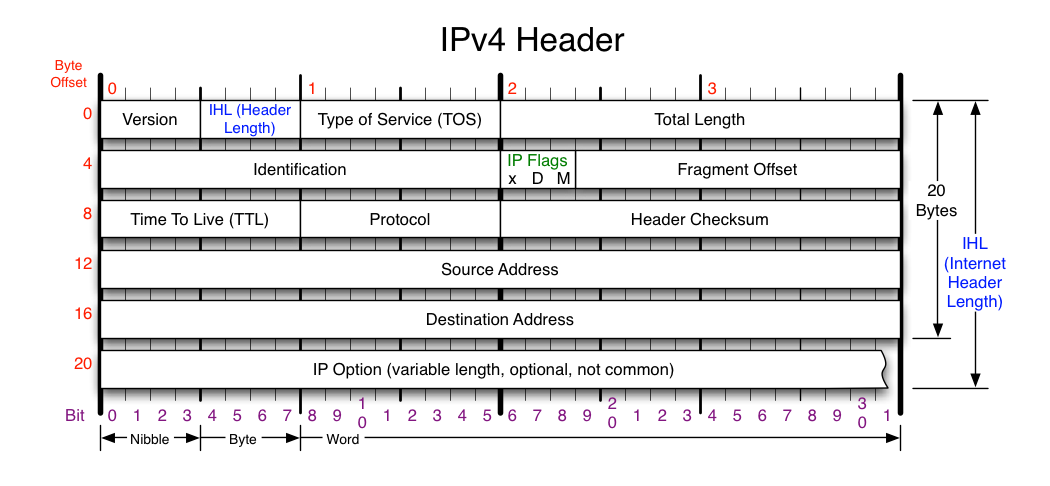 IPv4 Header
Byte
Offset
0 1 2 3
0
Version
IHL (Header
Length)
Type of Service (TOS)
Total Length
4
Identification
IP Flags
x D M
Fragment Offset
8
Time To Live (TTL)
Protocol
Header Checksum
12
Source Address
16
Destination Address
20
IP Option (variable length, optional, not common)
20
Bytes
IHL
(Internet
Header
Length)
Bit 0 1 2 3 4 5 6 7 8 9 10 1 2 3 4 5 6 7 8 9 20 1 2 3 4 5 6 7 8 9 30 1
Nibble Byte Word